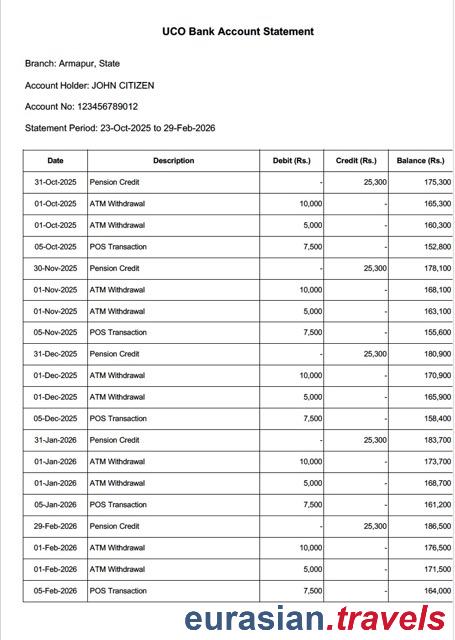 UCO Bank Account Statement
Branch: Armapur, State
Account Holder: JOHN CITIZEN
Account No: 123456789012
Statement Period: 23-Oct-2025 to 29-Feb-2026
Date Description Debit (Rs.) Credit (Rs.) Balance (Rs.)
31-Oct-2025 Pension Credit - 25,300 175,300
01-Oct-2025 ATM Withdrawal 10,000 - 165,300
01-Oct-2025 ATM Withdrawal 5,000 - 160,300
05-Oct-2025 POS Transaction 7,500 - 152,800
30-Nov-2025 Pension Credit - 25,300 178,100
01-Nov-2025 ATM Withdrawal 10,000 - 168,100
01-Nov-2025 ATM Withdrawal 5,000 - 163,100
05-Nov-2025 POS Transaction 7,500 - 155,600
31-Dec-2025 Pension Credit - 25,300 180,900
01-Dec-2025 ATM Withdrawal 10,000 - 170,900
01-Dec-2025 ATM Withdrawal 5,000 - 165,900
05-Dec-2025 POS Transaction 7,500 - 158,400
31-Jan-2026 Pension Credit - 25,300 183,700
01-Jan-2026 ATM Withdrawal 10,000 - 173,700
01-Jan-2026 ATM Withdrawal 5,000 - 168,700
05-Jan-2026 POS Transaction 7,500 - 161,200
29-Feb-2026 Pension Credit - 25,300 186,500
01-Feb-2026 ATM Withdrawal 10,000 - 176,500
01-Feb-2026 ATM Withdrawal 5,000 - 171,500
05-Feb-2026 POS Transaction 7,500 - 164,000
eurasian.travels